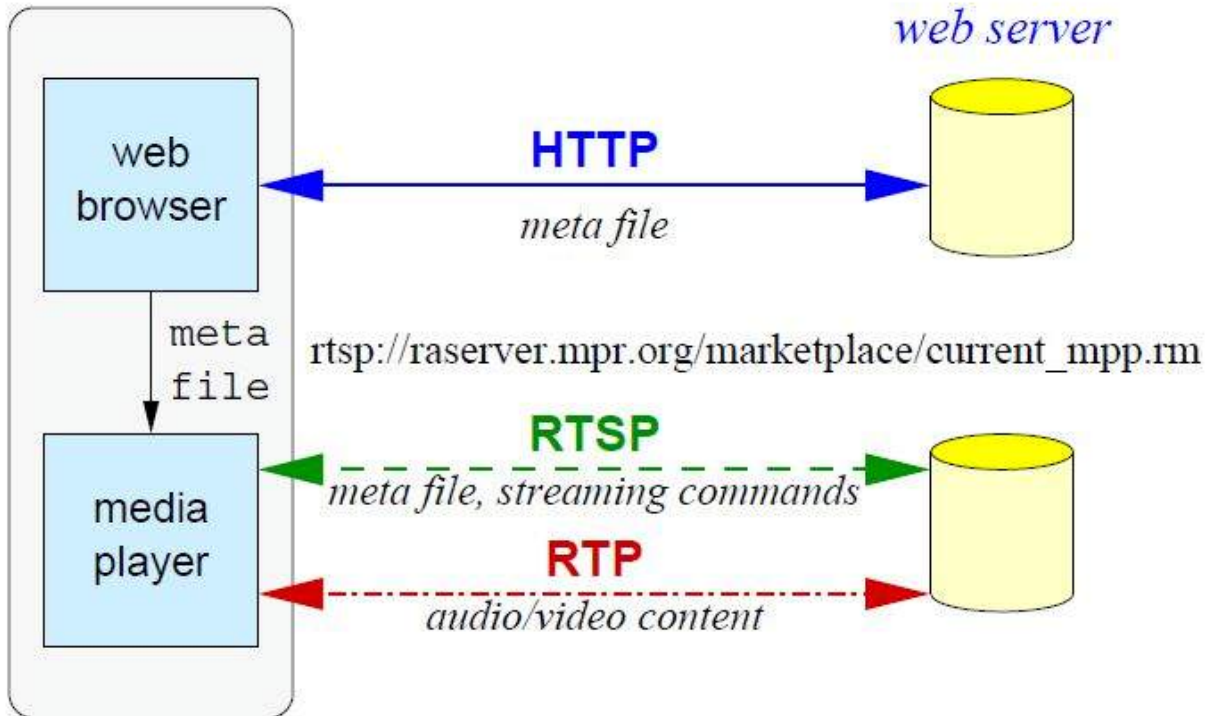 web server
web
browser
HTTP
meta file
meta
file
rtsp://raserver.mpr.org/marketplace/current_mpp.rm
media
player
RTSP
meta file, streaming commands
RTP
audio/video content